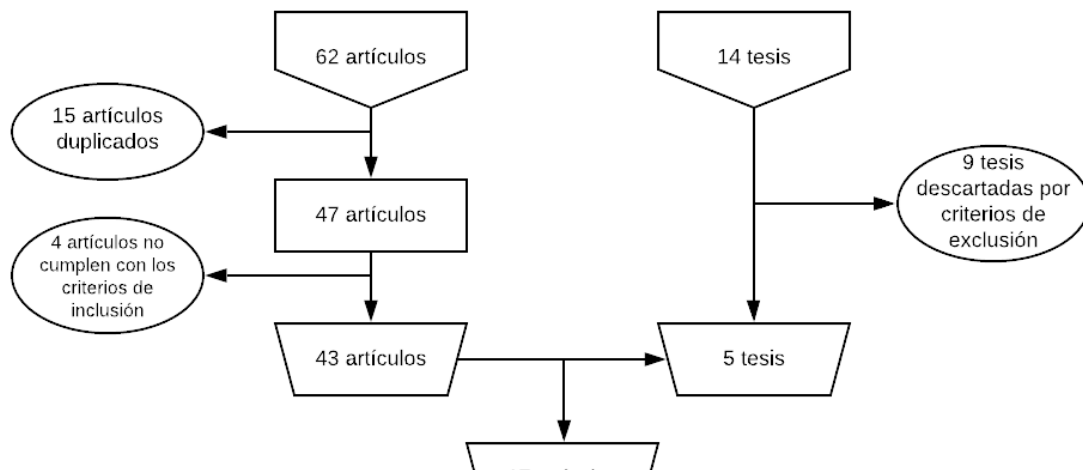 62 artículos
14 tesis
15 artículos
duplicados
9 tesis
descartadas por
criterios de
exclusión
47 artículos
4 artículos no
cumplen con los
criterios de
inclusión
43 artículos
5 tesis